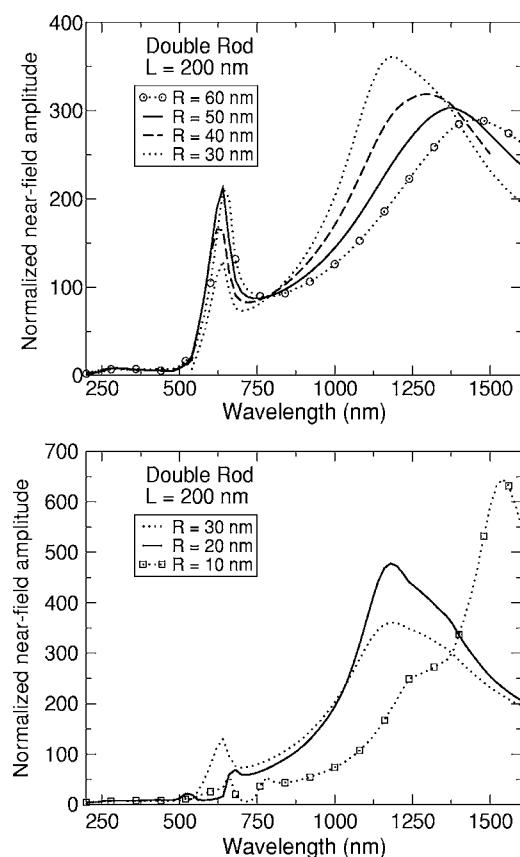 400
300
200
100
0
Normalized near-field amplitude
Double Rod
L = 200 nm
R = 60 nm
R = 50 nm
R = 40 nm
R = 30 nm
250 500 750 1000 1250 1500
Wavelength (nm)
700
600
500
400
300
200
100
0
Normalized near-field amplitude
Double Rod
L = 200 nm
R = 30 nm
R = 20 nm
R = 10 nm
250 500 750 1000 1250 1500
Wavelength (nm)